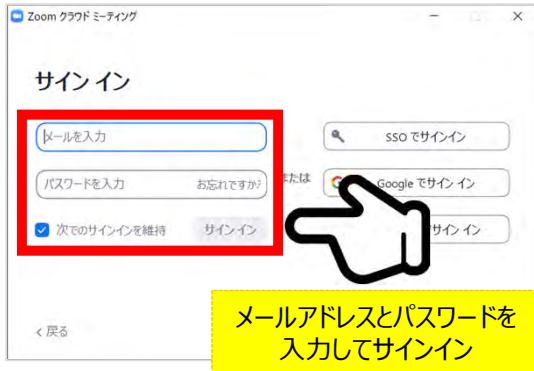 Zoom クラウド ミーティング
サイン イン
メールを入力
パスワードを入力 お忘れですか?
次でのサインインを維持 サイン イン
または
SSO でサインイン
Google でサイン イン
サイン イン
< 戻る
メールアドレスとパスワードを
入力してサインイン